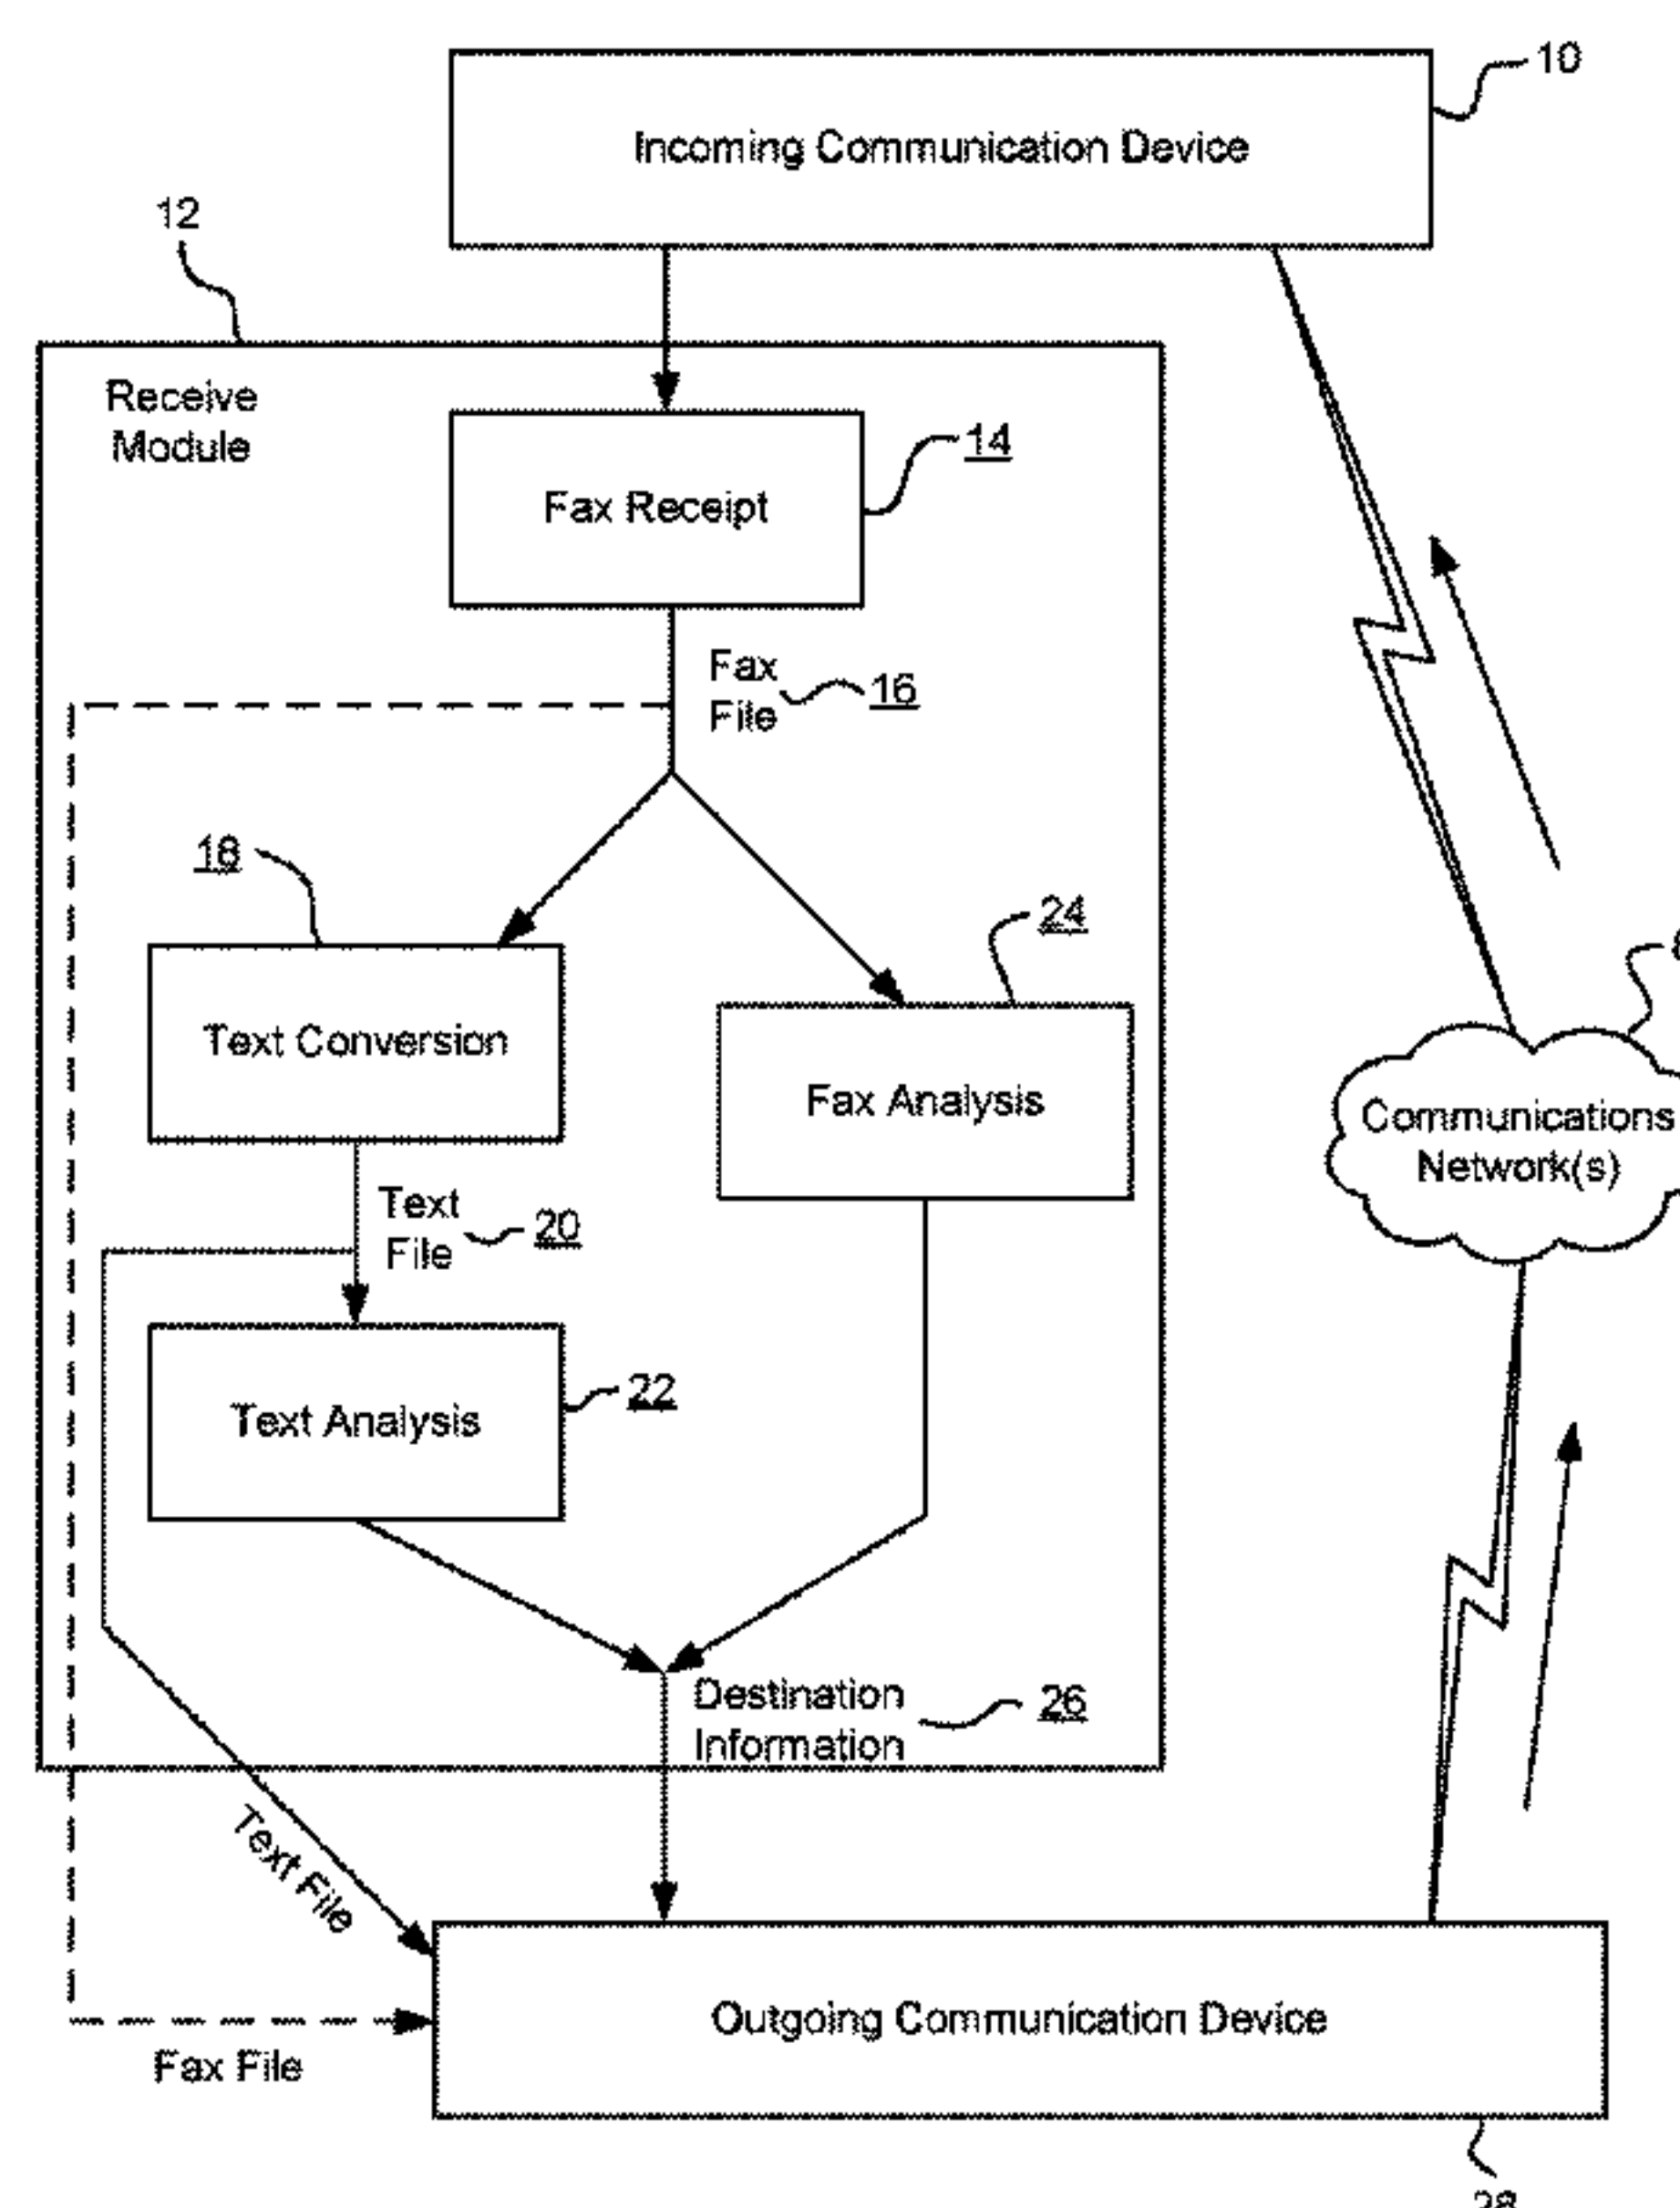 10
Incoming Communication Device
12
Receive
Module
14
Fax Receipt
Fax
File
16
18
24
Text Conversion
Fax Analysis
Communications
Network(s)
Text
File
20
22
Text Analysis
Destination
Information
26
Text File
Outgoing Communication Device
Fax File
28